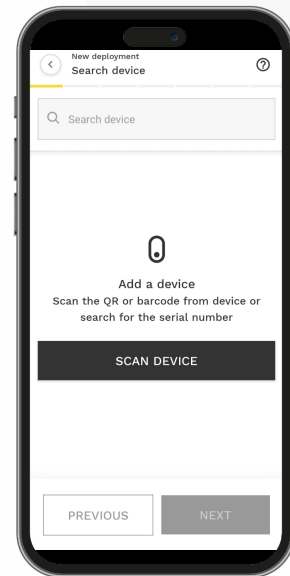 New deployment
Search device
Search device
Add a device
Scan the QR or barcode from device or
search for the serial number
SCAN DEVICE
PREVIOUS
NEXT